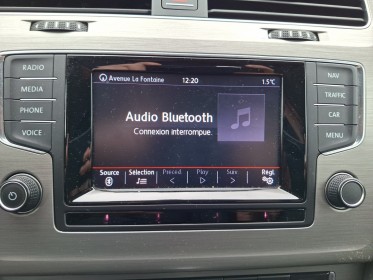 RADIO
MEDIA
PHONE
VOICE
Avenue La Fontaine 12:20 1.5°C
Audio Bluetooth
Connexion interrompue.
Source Sélection Précéd Play Suiv. Régl.
NAV
TRAFFIC
CAR
MENU